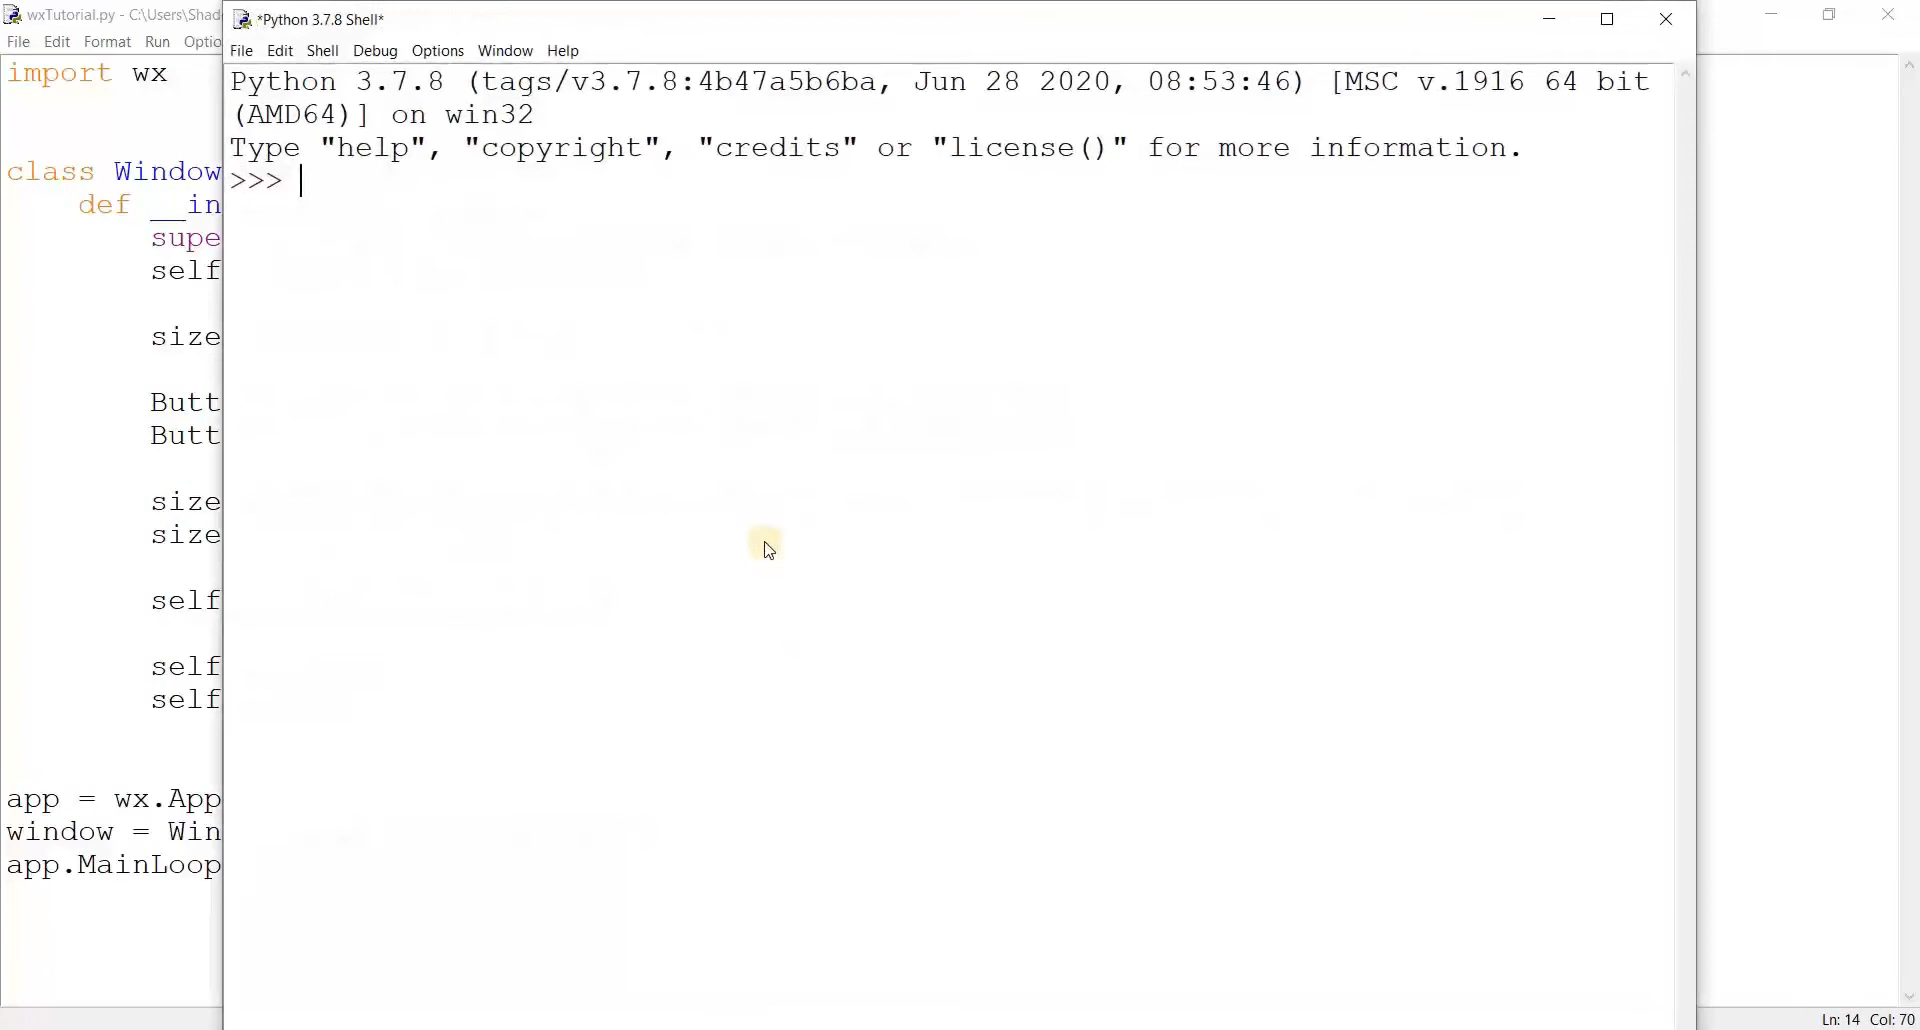 wxTutorial.py - C:\Users\Shad
File Edit Format Run Optio
import wx
class Window
def __in
supe
self
size
Butt
Butt
size
size
self
self
self
app = wx.App
window = Win
app.MainLoop
*Python 3.7.8 Shell*
File Edit Shell Debug Options Window Help
Python 3.7.8 (tags/v3.7.8:4b47a5b6ba, Jun 28 2020, 08:53:46) [MSC v.1916 64 bit
(AMD64)] on win32
Type "help", "copyright", "credits" or "license()" for more information.
>>>
Ln: 14 Col: 70